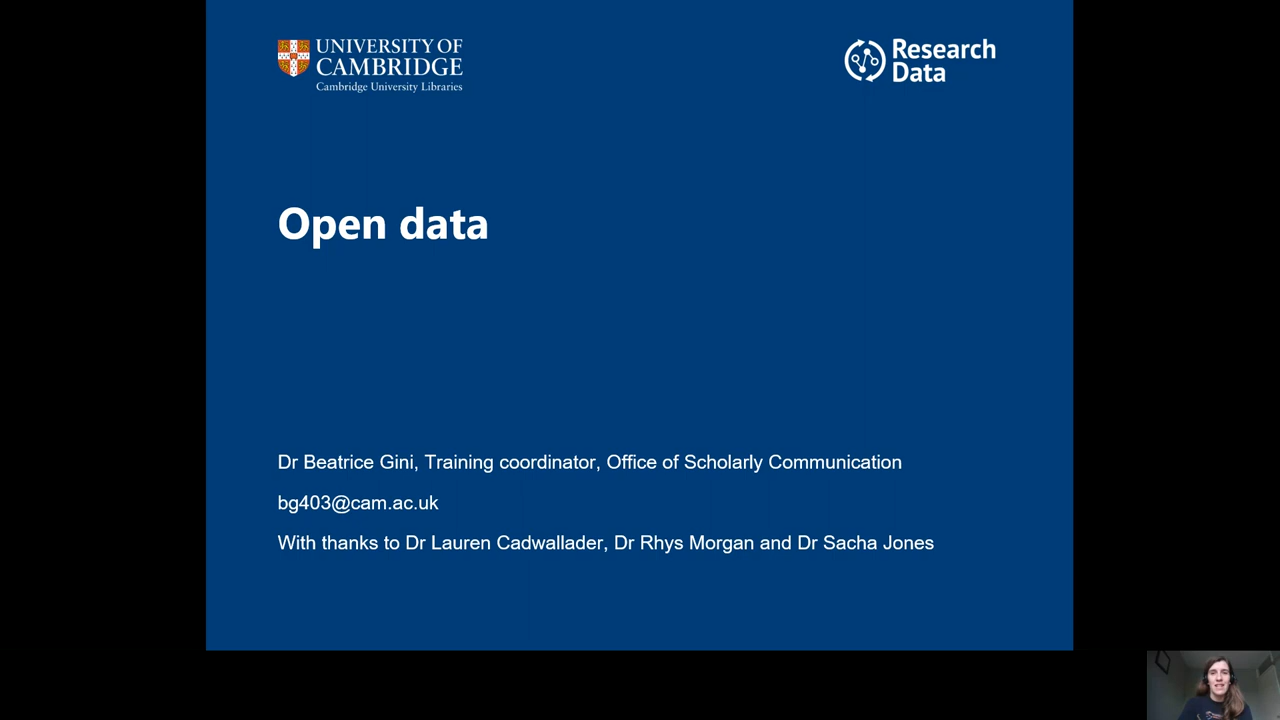 UNIVERSITY OF
CAMBRIDGE
Cambridge University Libraries
Research
Data
Open data
Dr Beatrice Gini, Training coordinator, Office of Scholarly Communication
bg403@cam.ac.uk
With thanks to Dr Lauren Cadwallader, Dr Rhys Morgan and Dr Sacha Jones